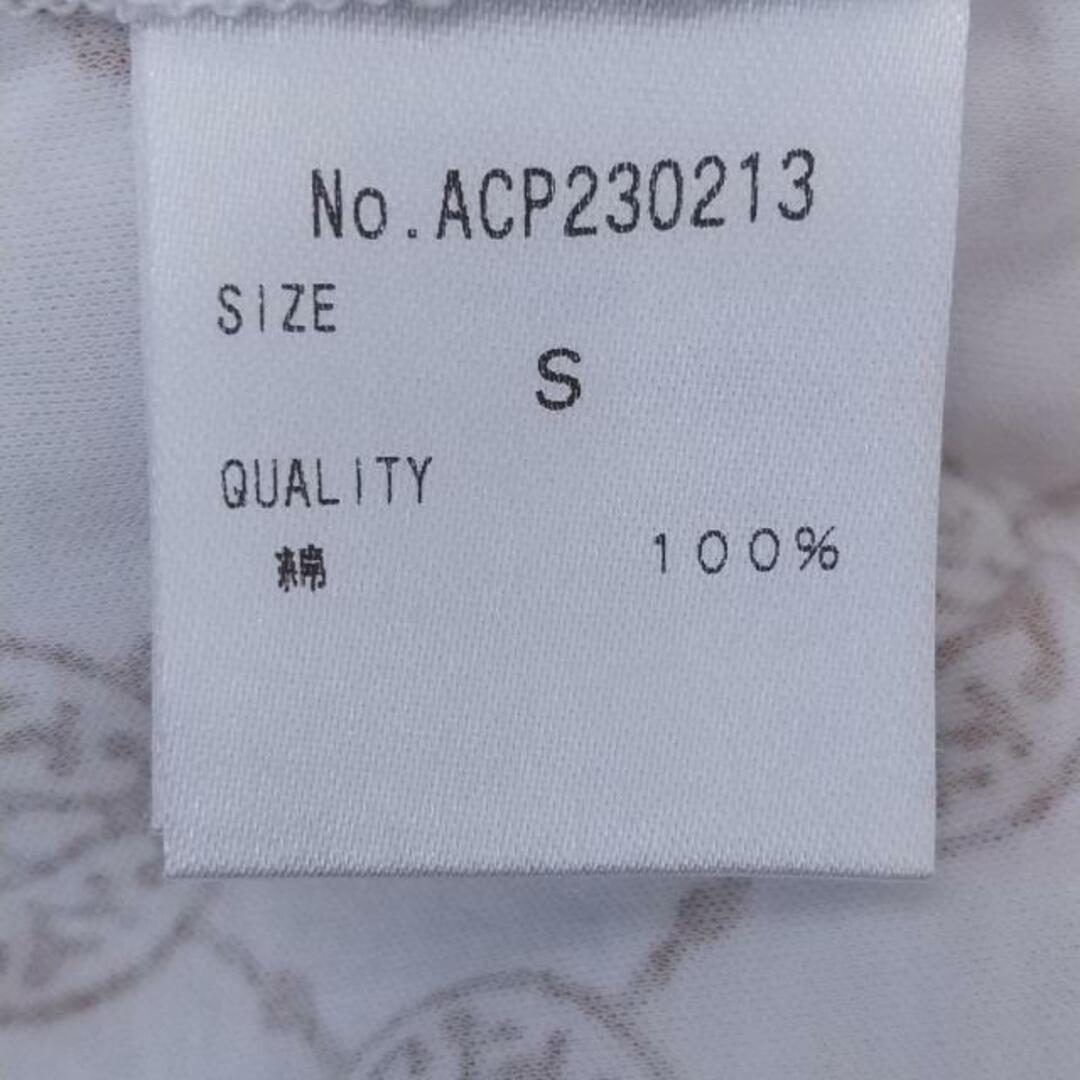 No.ACP230213
SIZE
S
QUALITY
綿 100%